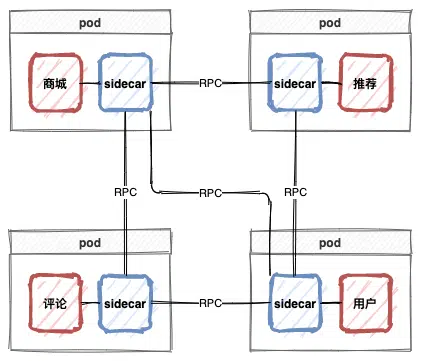 pod
商城
sidecar
RPC
pod
sidecar
推荐
RPC
RPC
RPC
pod
评论
sidecar
RPC
pod
sidecar
用户